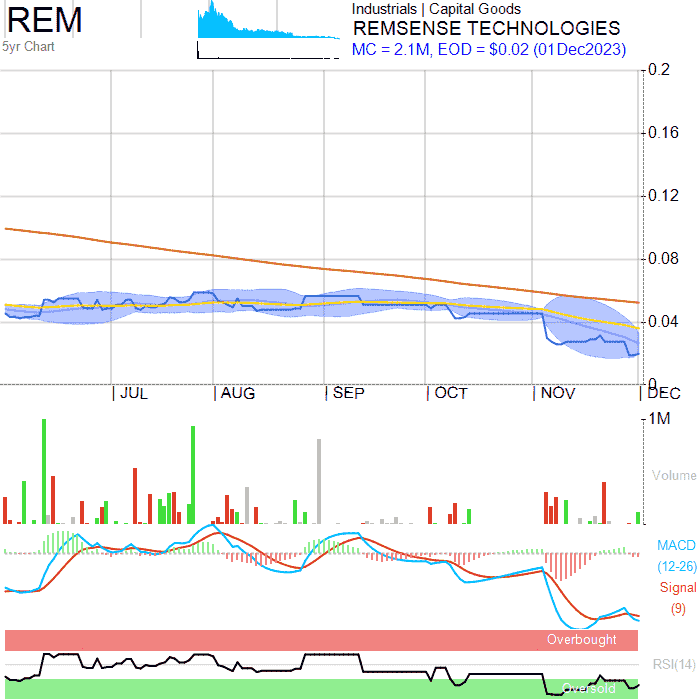 REM
5yr Chart
Industrials | Capital Goods
REMSENSE TECHNOLOGIES
MC = 2.1M, EOD = $0.02 (01Dec2023)
0.2
0.16
0.12
0.08
0.04
0
| JUL | AUG | SEP | OCT | NOV | DEC
1M
Volume
MACD
(12-26)
Signal
(9)
Overbought
RSI(14)
Oversold